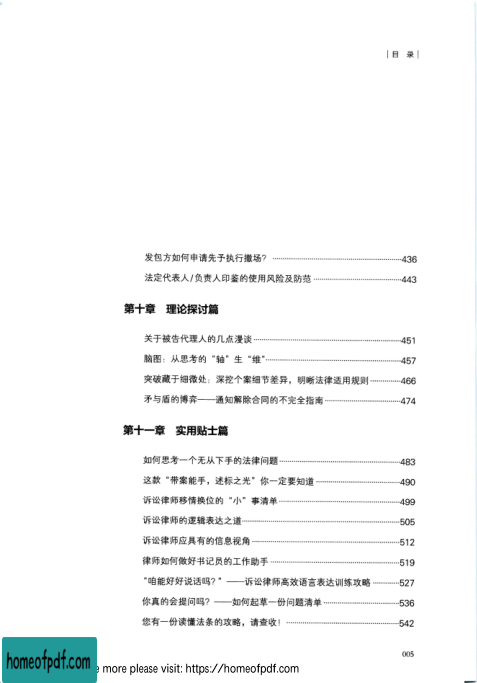 ｜目 录｜
发包方如何申请先予执行撤场？ 436
法定代表人/负责人印鉴的使用风险及防范 443
第十章 理论探讨篇
关于被告代理人的几点漫谈 451
脑图：从思考的“轴”生“维” 457
突破藏于细微处：深挖个案细节差异，明晰法律适用规则 466
矛与盾的博弈——通知解除合同的不完全指南 474
第十一章 实用贴士篇
如何思考一个无从下手的法律问题 483
这款“带案能手，述标之光”你一定要知道 490
诉讼律师移情换位的“小”事清单 499
诉讼律师的逻辑表达之道 505
诉讼律师应具有的信息视角 512
律师如何做好书记员的工作助手 519
“咱能好好说话吗？”——诉讼律师高效语言表达训练攻略 527
你真的会提问吗？——如何起草一份问题清单 536
您有一份读懂法条的攻略，请查收！ 542
005
homeofpdf.com
more please visit: https://homeofpdf.com